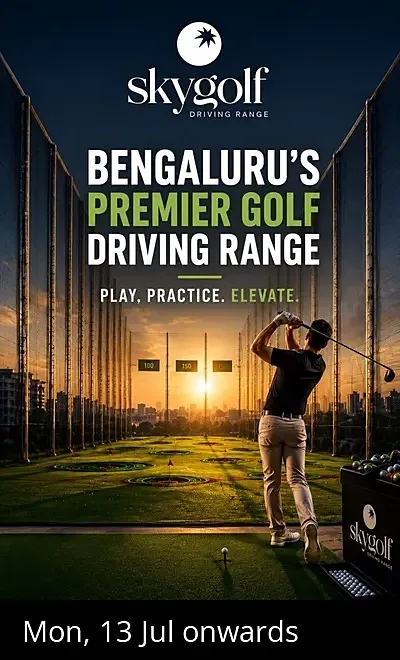 skygolf
DRIVING RANGE
BENGALURU'S
PREMIER GOLF
DRIVING RANGE
PLAY, PRACTICE. ELEVATE.
100
150
skygolf
DRIVING RANGE
Mon, 13 Jul onwards